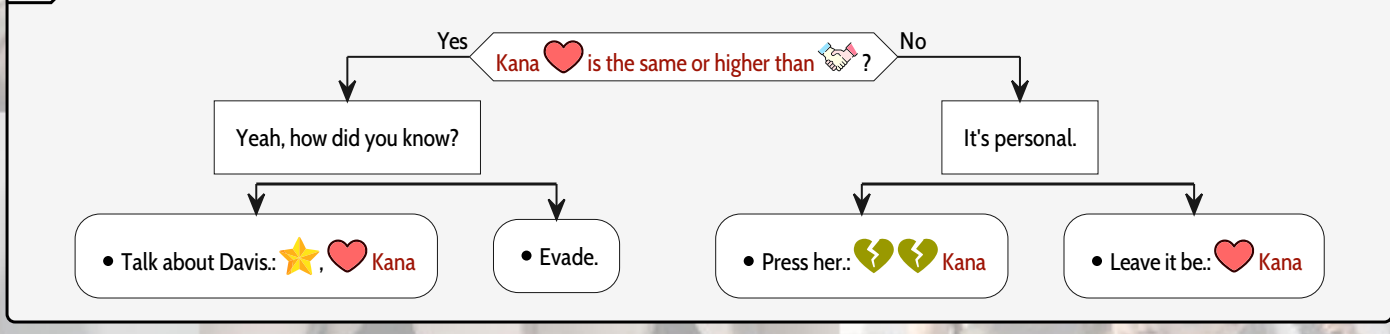 Yes
Kana is the same or higher than ?
No
Yeah, how did you know?
It's personal.
• Talk about Davis.: , Kana
• Evade.
• Press her.: Kana
• Leave it be.: Kana